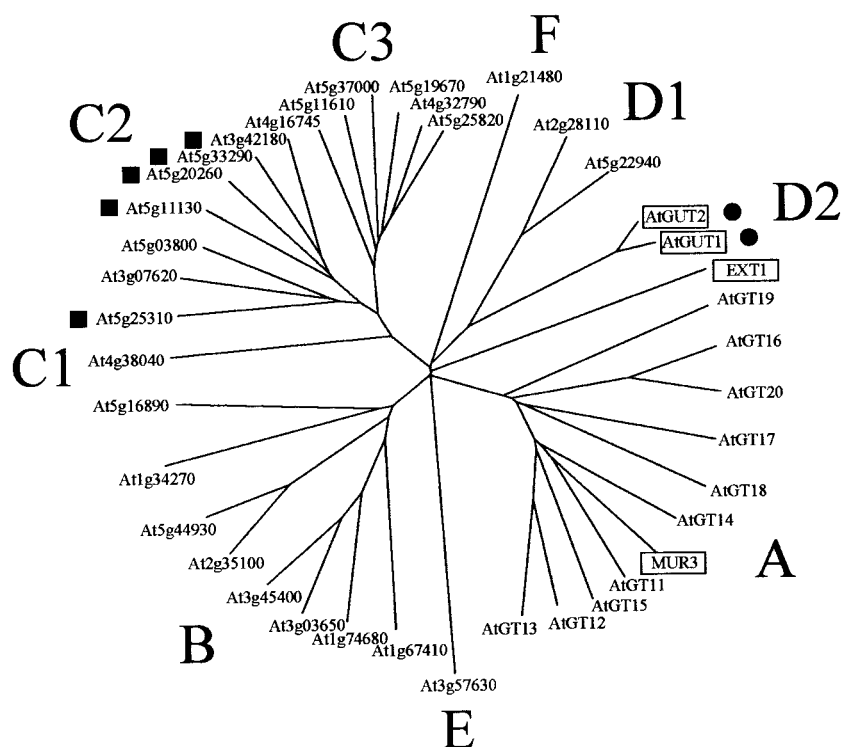 C3
F
At5g37000
At5g19670
At1g21480
At5g11610
At4g32790
At4g16745
At5g25820
D1
C2
At3g42180
At2g28110
At5g33290
At5g20260
At5g22940
At5g11130
AtGUT2
D2
At5g03800
AtGUT1
At3g07620
EXT1
AtGT19
At5g25310
AtGT16
C1
At4g38040
AtGT20
At5g16890
AtGT17
At1g34270
AtGT18
At5g44930
AtGT14
At2g35100
MUR3
A
At3g45400
AtGT11
At3g03650
AtGT15
At1g74680
AtGT13
AtGT12
B
At1g67410
At3g57630
E